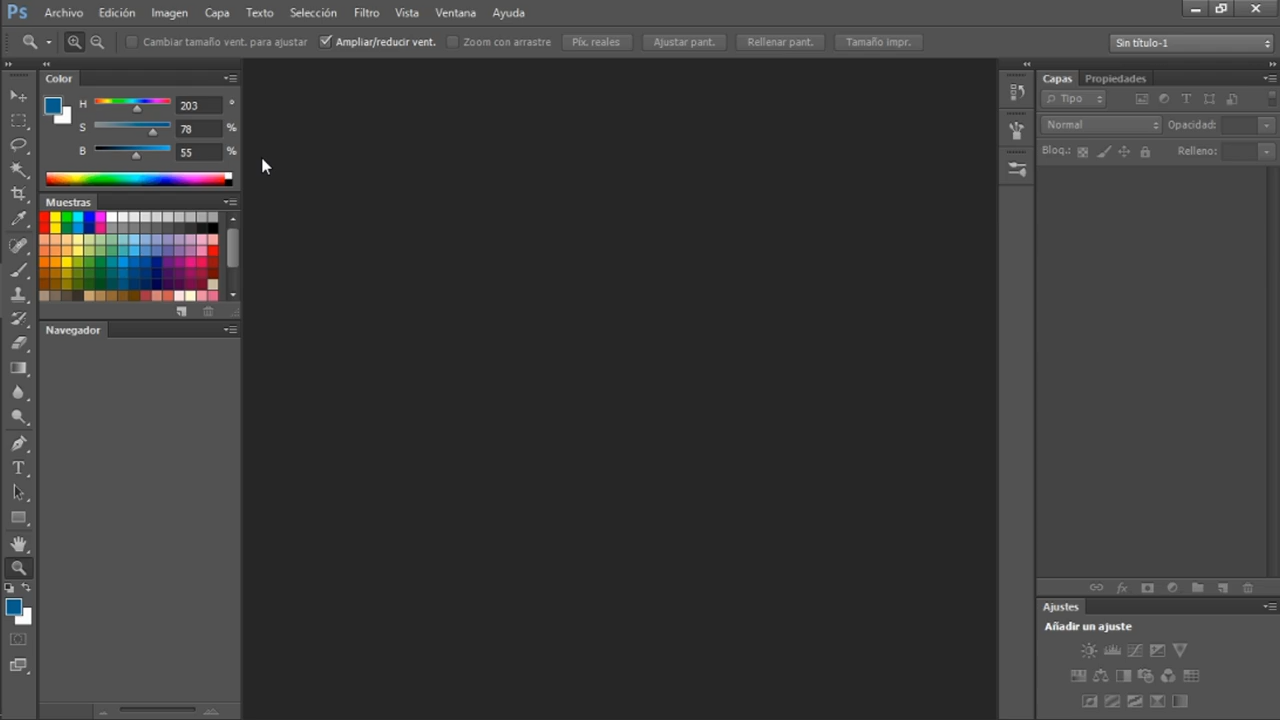 Ps Archivo Edición Imagen Capa Texto Selección Filtro Vista Ventana Ayuda
Cambiar tamaño vent. para ajustar Ampliar/reducir vent. Zoom con arrastre Píx. reales Ajustar pant. Rellenar pant. Tamaño impr. Sin título-1
Color
H 203 °
S 78 %
B 55 %
Muestras
Navegador
Capas Propiedades
Tipo
Normal Opacidad:
Bloq.: Relleno:
Ajustes
Añadir un ajuste